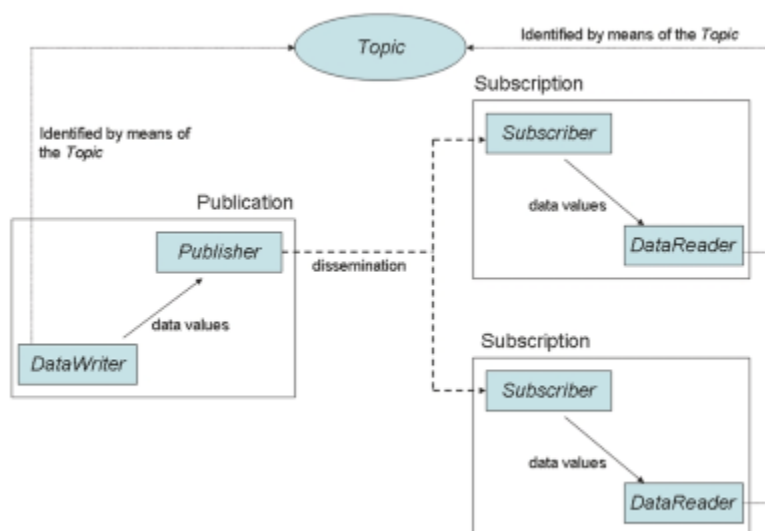 Topic
Identified by means of the Topic
Subscription
Subscriber
Identified by means of
the Topic
data values
Publication
Publisher
DataReader
dissemination
data values
Subscription
DataWriter
Subscriber
data values
DataReader